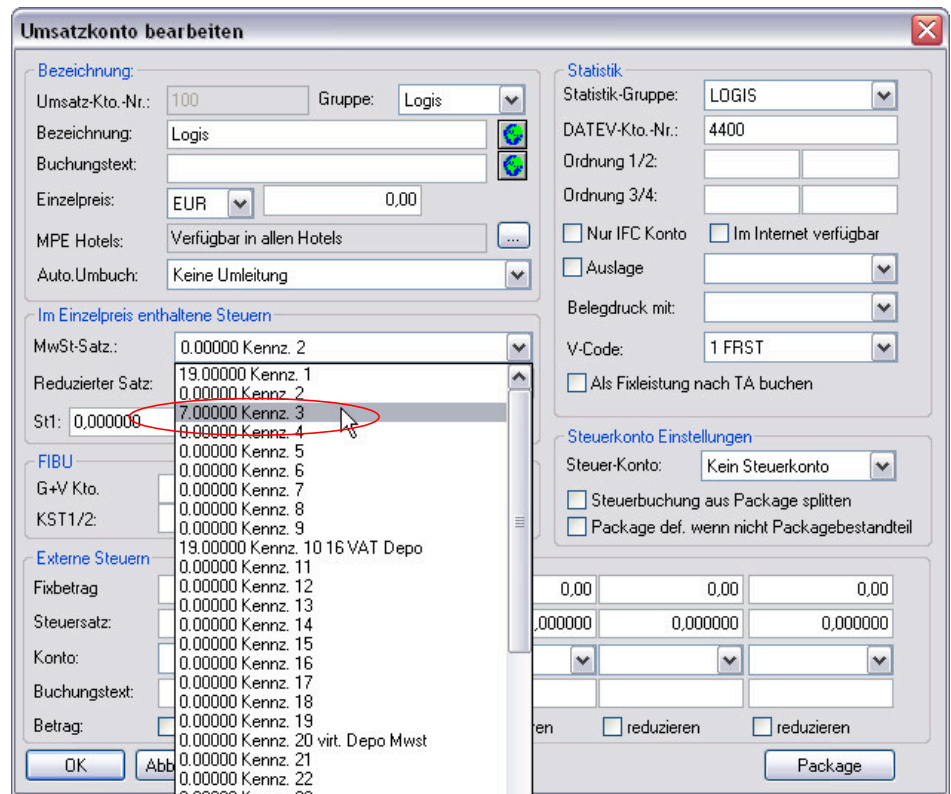 Umsatzkonto bearbeiten
Bezeichnung:
Umsatz-Kto.-Nr.: 100 Gruppe: Logis
Bezeichnung: Logis
Buchungstext:
Einzelpreis: EUR 0,00
MPE Hotels: Verfügbar in allen Hotels ...
Auto.Umbuch: Keine Umleitung
Im Einzelpreis enthaltene Steuern
MwSt-Satz.: 0.00000 Kennz. 2
Reduzierter Satz:
St1: 0,000000
19.00000 Kennz. 1
0.00000 Kennz. 2
7.00000 Kennz. 3
0.00000 Kennz. 4
0.00000 Kennz. 5
0.00000 Kennz. 6
0.00000 Kennz. 7
0.00000 Kennz. 8
0.00000 Kennz. 9
19.00000 Kennz. 10 16 VAT Depo
0.00000 Kennz. 11
0.00000 Kennz. 12
0.00000 Kennz. 13
0.00000 Kennz. 14
0.00000 Kennz. 15
0.00000 Kennz. 16
0.00000 Kennz. 17
0.00000 Kennz. 18
0.00000 Kennz. 19
0.00000 Kennz. 20 virt. Depo Mwst
0.00000 Kennz. 21
0.00000 Kennz. 22
FIBU
G+V Kto.
KST1/2:
Statistik
Statistik-Gruppe: LOGIS
DATEV-Kto.-Nr.: 4400
Ordnung 1/2:
Ordnung 3/4:
Nur IFC Konto Im Internet verfügbar
Auslage
Belegdruck mit:
V-Code: 1 FRST
Als Fixleistung nach TA buchen
Steuerkonto Einstellungen
Steuer-Konto: Kein Steuerkonto
Steuerbuchung aus Package splitten
Package def. wenn nicht Packagebestandteil
Externe Steuern
Fixbetrag 0,00 0,00 0,00
Steuersatz: ,000000 0,000000 0,000000
Konto:
Buchungstext:
Betrag: en reduzieren reduzieren
OK Abb Package